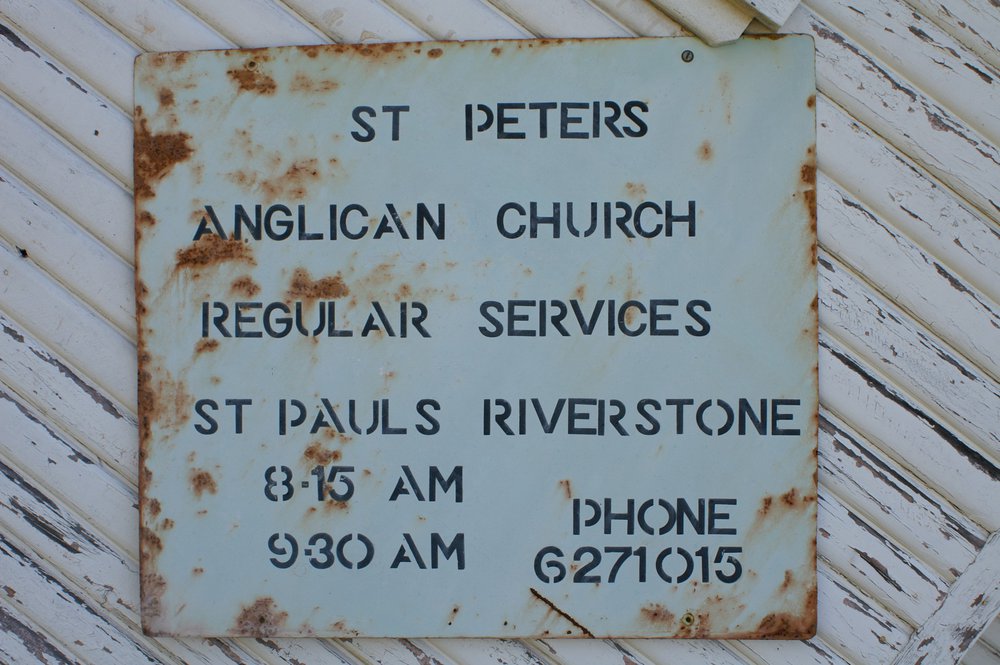 ST PETERS
ANGLICAN CHURCH
REGULAR SERVICES
ST PAULS RIVERSTONE
8-15 AM
9-30 AM
PHONE
6271015